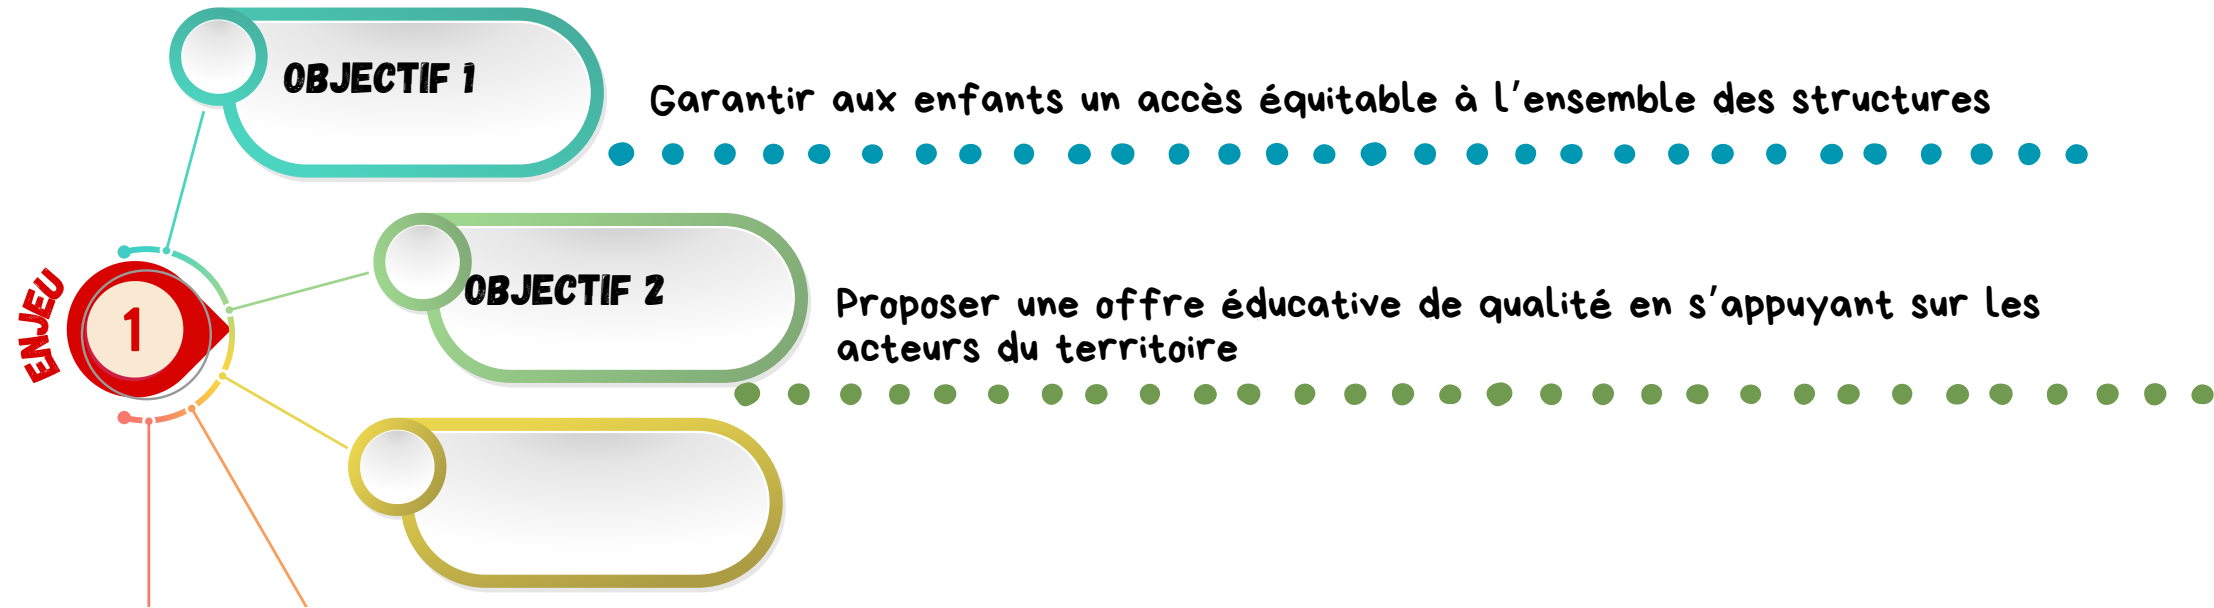 OBJECTIF 1
Garantir aux enfants un accès équitable à l'ensemble des structures
ENJEU
1
OBJECTIF 2
Proposer une offre éducative de qualité en s'appuyant sur les
acteurs du territoire